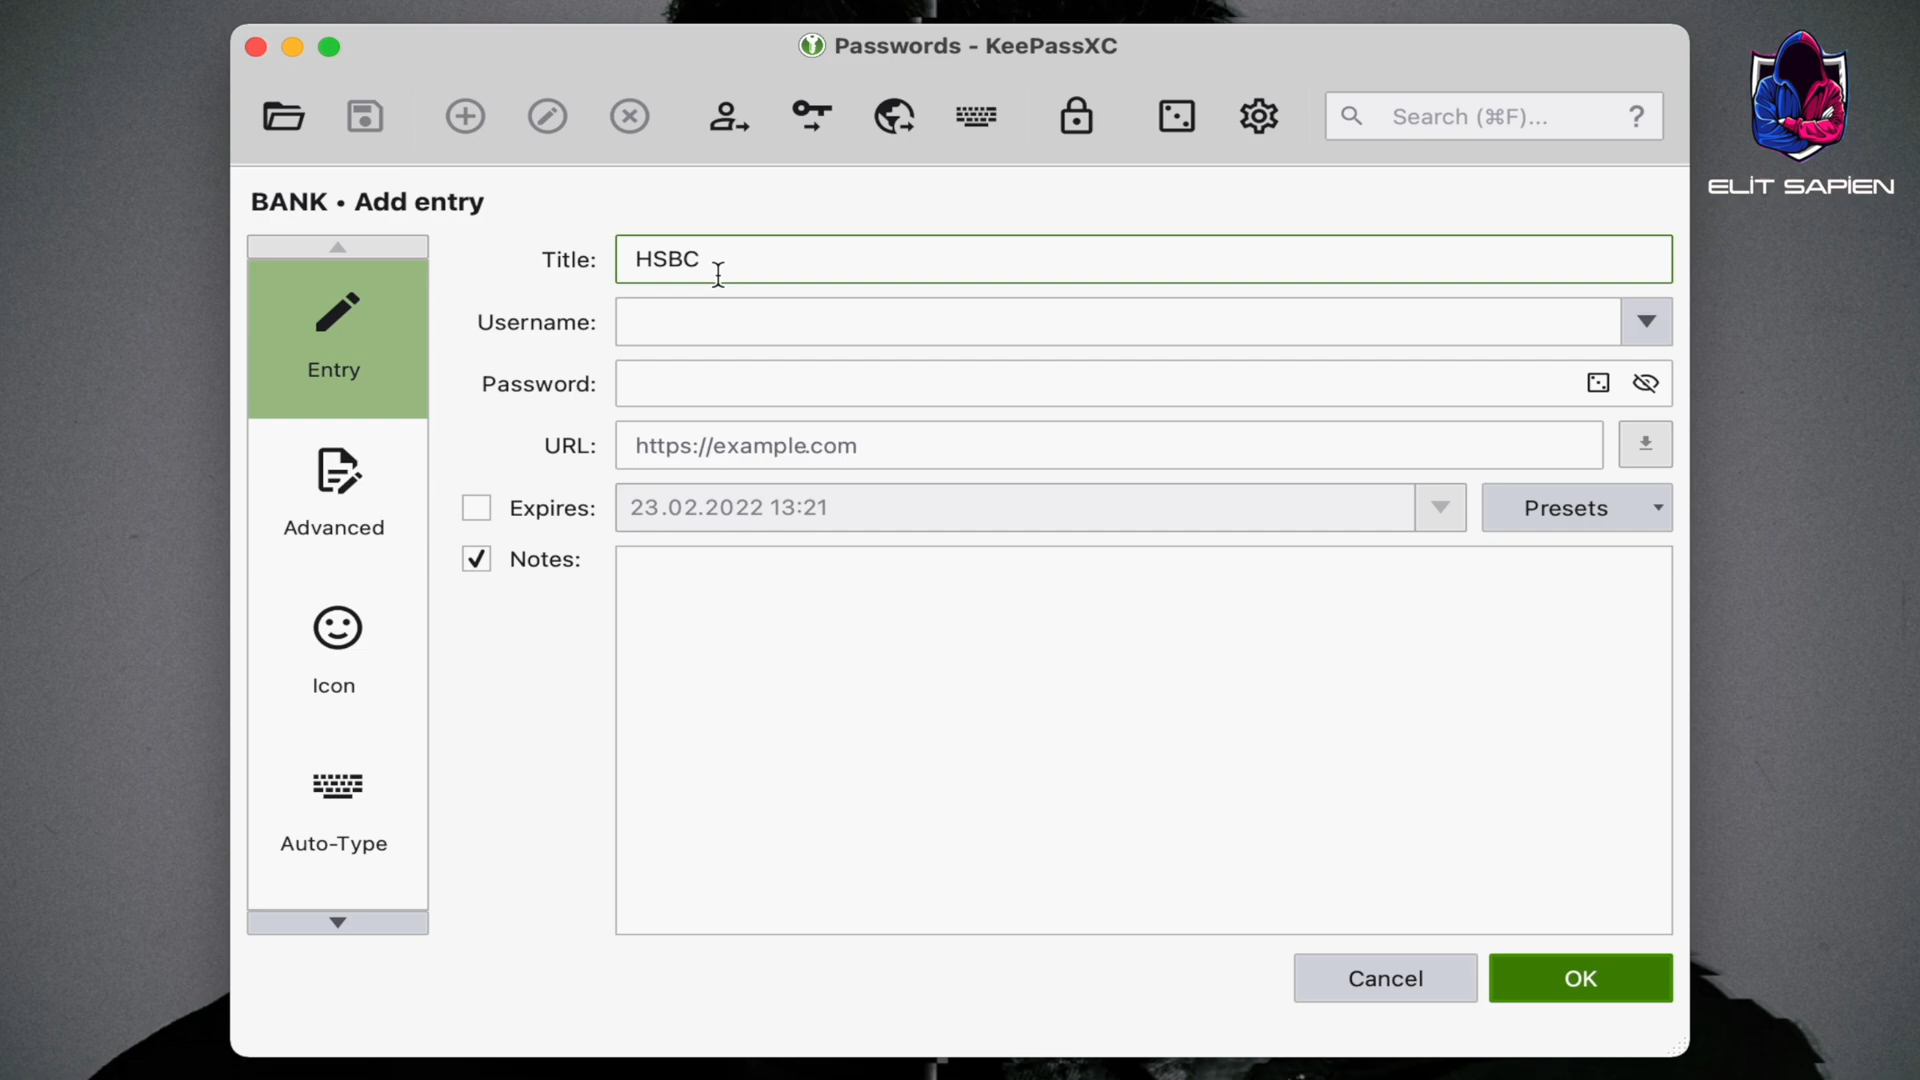 Passwords - KeePassXC
Search (⌘F)... ?
ELİT SAPİEN
BANK • Add entry
Title: HSBC
Username:
Entry
Password:
URL: https://example.com
Advanced
Expires: 23.02.2022 13:21 Presets
Notes:
Icon
Auto-Type
Cancel OK